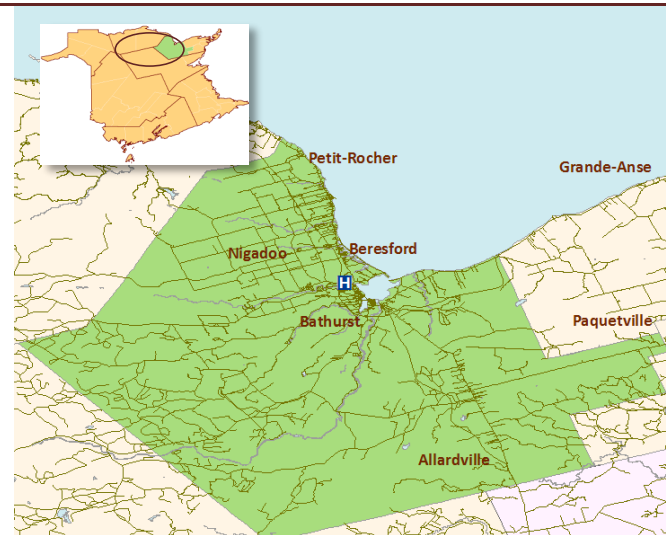 Petit-Rocher
Grande-Anse
Nigadoo
Beresford
H
Bathurst
Paquetville
Allardville